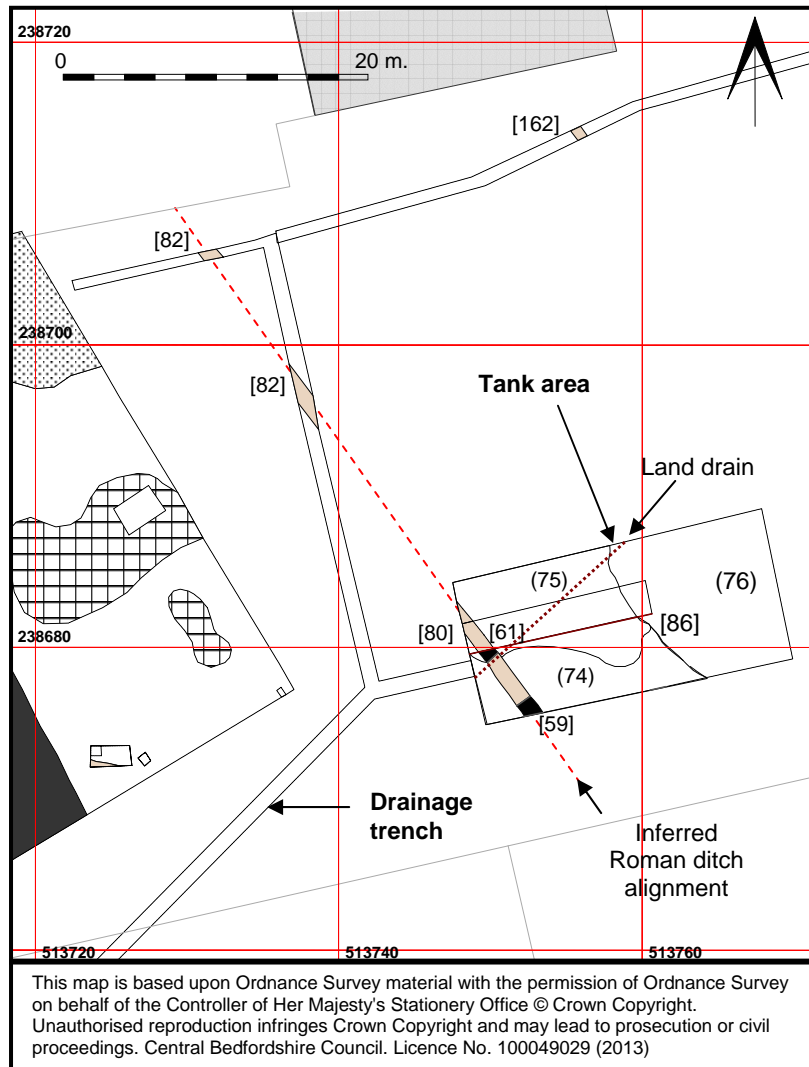 238720
0 20 m.
[162]
[82]
238700
[82]
Tank area
Land drain
(75)
(76)
[80]
[61]
[86]
238680
(74)
[59]
Drainage
trench
Inferred
Roman ditch
alignment
513720
513740
513760
This map is based upon Ordnance Survey material with the permission of Ordnance Survey
on behalf of the Controller of Her Majesty's Stationery Office © Crown Copyright.
Unauthorised reproduction infringes Crown Copyright and may lead to prosecution or civil
proceedings. Central Bedfordshire Council. Licence No. 100049029 (2013)